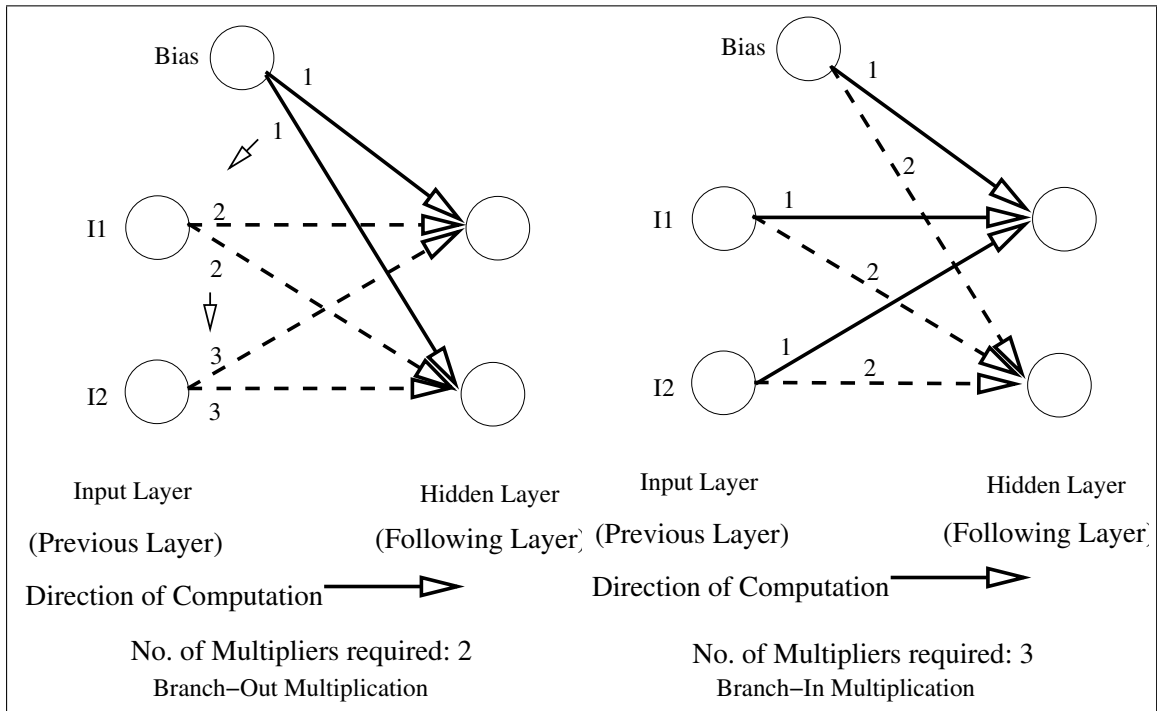 Bias
1
1
I1
2
2
I2
3
3
Input Layer
Hidden Layer
(Previous Layer)
(Following Layer)
Direction of Computation
No. of Multipliers required: 2
Branch–Out Multiplication
Bias
1
2
I1
1
2
I2
1
2
Input Layer
Hidden Layer
(Previous Layer)
(Following Layer)
Direction of Computation
No. of Multipliers required: 3
Branch–In Multiplication